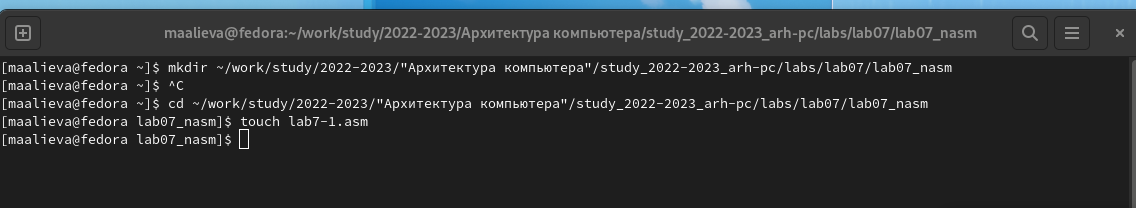 maalieva@fedora:~/work/study/2022-2023/Архитектура компьютера/study_2022-2023_arh-pc/labs/lab07/lab07_nasm
[maalieva@fedora ~]$ mkdir ~/work/study/2022-2023/"Архитектура компьютера"/study_2022-2023_arh-pc/labs/lab07/lab07_nasm
[maalieva@fedora ~]$ ^C
[maalieva@fedora ~]$ cd ~/work/study/2022-2023/"Архитектура компьютера"/study_2022-2023_arh-pc/labs/lab07/lab07_nasm
[maalieva@fedora lab07_nasm]$ touch lab7-1.asm
[maalieva@fedora lab07_nasm]$